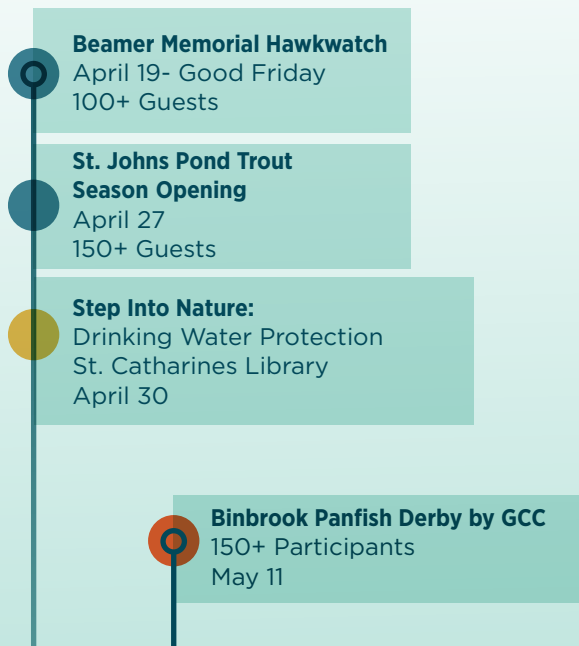 Beamer Memorial Hawkwatch
April 19- Good Friday
100+ Guests
St. Johns Pond Trout
Season Opening
April 27
150+ Guests
Step Into Nature:
Drinking Water Protection
St. Catharines Library
April 30
Binbrook Panfish Derby by GCC
150+ Participants
May 11